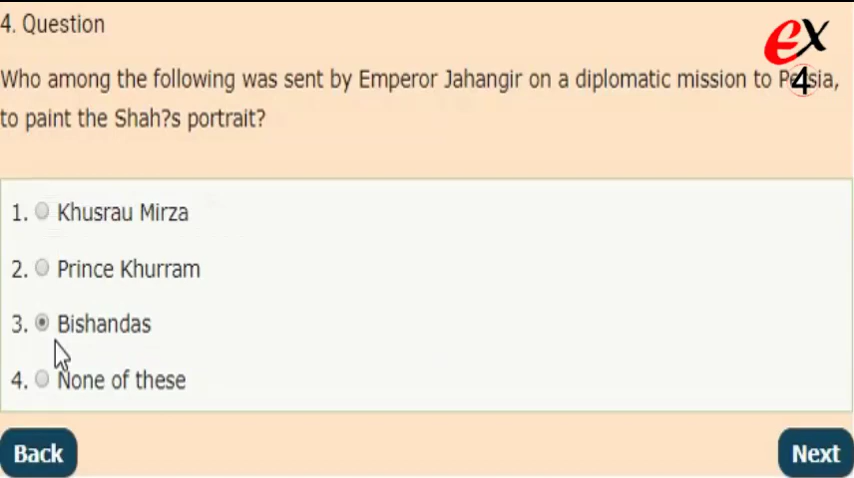 4. Question
ex
4
Who among the following was sent by Emperor Jahangir on a diplomatic mission to Persia,
to paint the Shah?s portrait?
1. Khusrau Mirza
2. Prince Khurram
3. Bishandas
4. None of these
Back Next